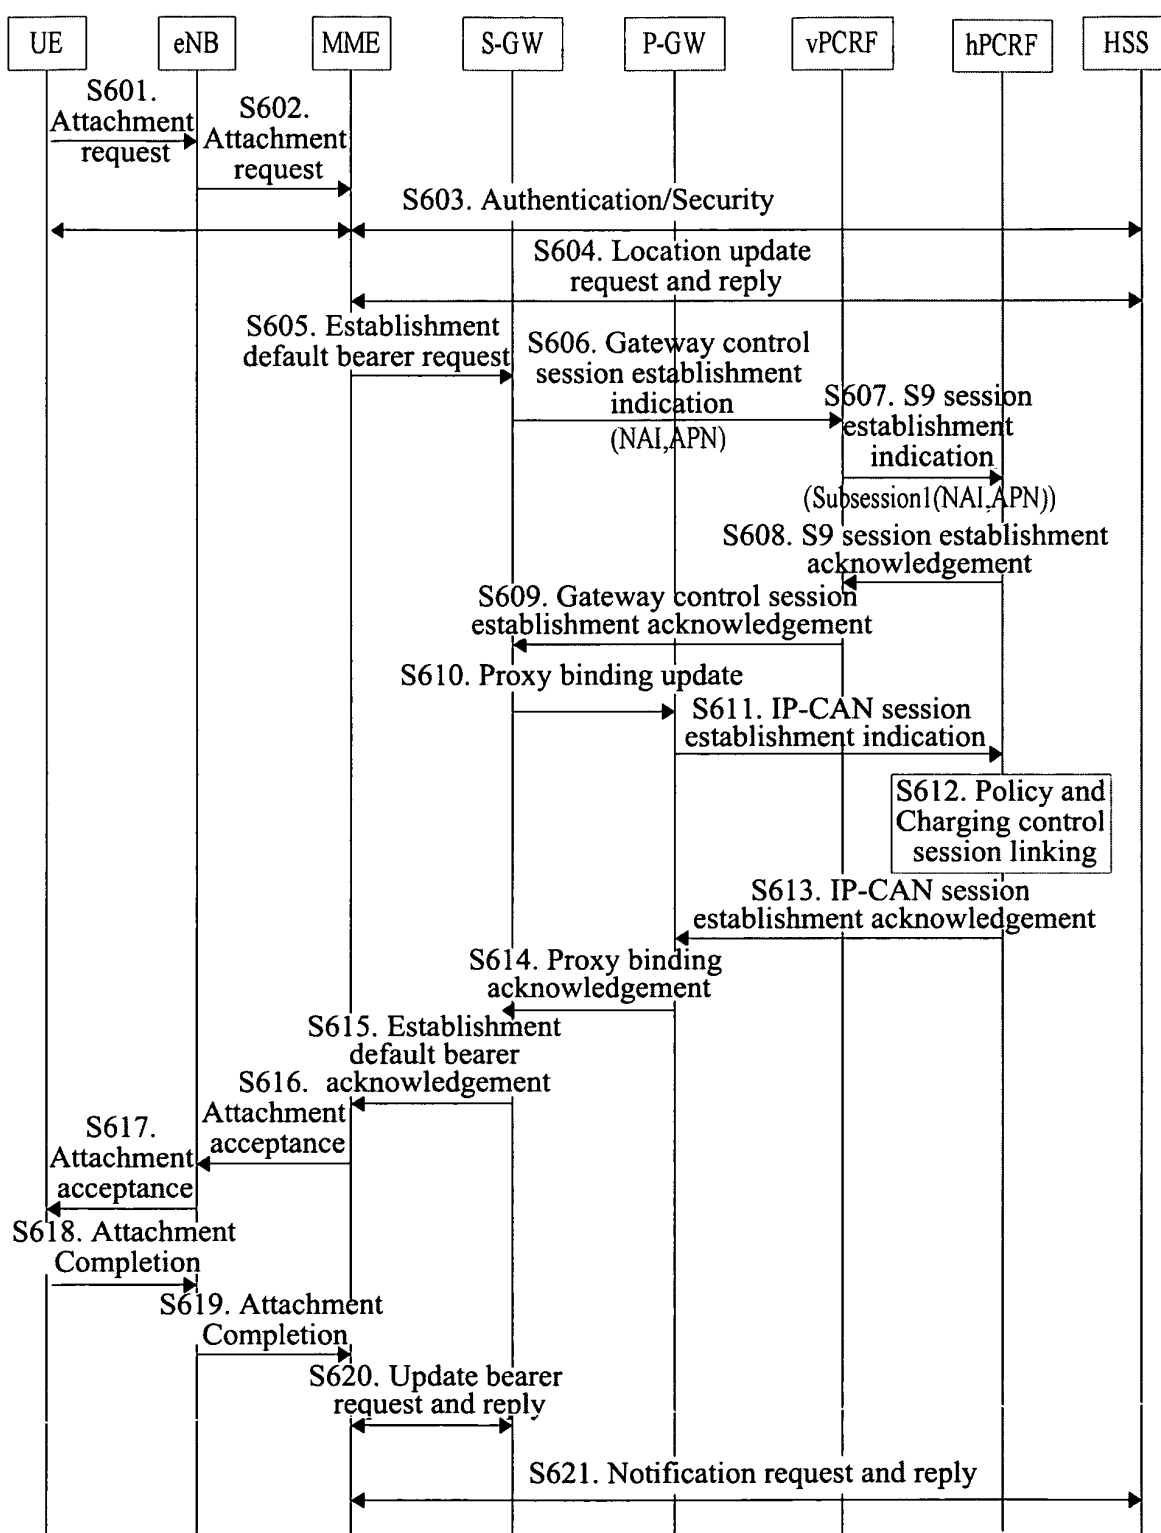 UE
eNB
MME
S-GW
P-GW
vPCRF
hPCRF
HSS
S601.
Attachment
request
S602.
Attachment
request
S603. Authentication/Security
S604. Location update
request and reply
S605. Establishment
default bearer request
S606. Gateway control
session establishment
indication
(NAI,APN)
S607. S9 session
establishment
indication
(Subsession1(NAI,APN))
S608. S9 session establishment
acknowledgement
S609. Gateway control session
establishment acknowledgement
S610. Proxy binding update
S611. IP-CAN session
establishment indication
S612. Policy and
Charging control
session linking
S613. IP-CAN session
establishment acknowledgement
S614. Proxy binding
acknowledgement
S615. Establishment
default bearer
acknowledgement
S616.
Attachment
acceptance
S617.
Attachment
acceptance
S618. Attachment
Completion
S619. Attachment
Completion
S620. Update bearer
request and reply
S621. Notification request and reply